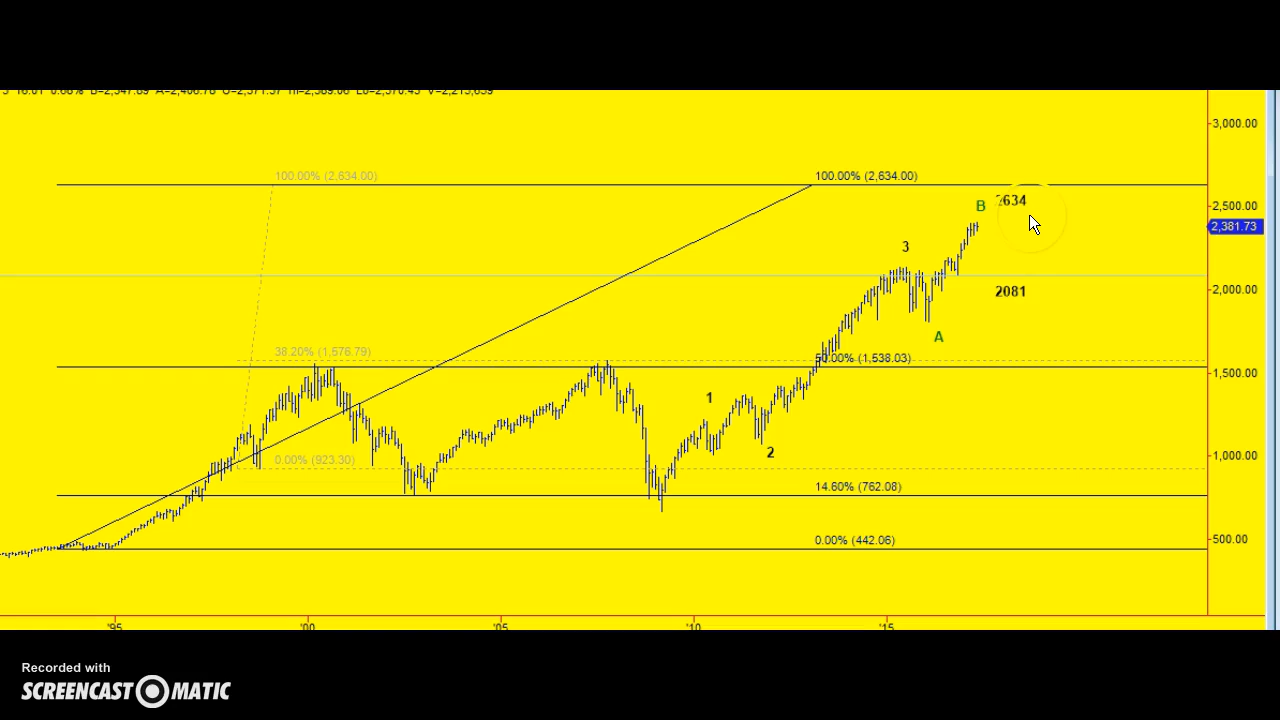 3,000.00
100.00% (2,634.00) 100.00% (2,634.00)
2634
B
2,500.00
2,381.73
3
2081
2,000.00
A
38.20% (1,576.79)
50.00% (1,538.03)
1,500.00
1
2
0.00% (923.30)
1,000.00
14.60% (762.08)
0.00% (442.06)
500.00
'95 '00 '05 '10 '15
Recorded with
SCREENCAST MATIC